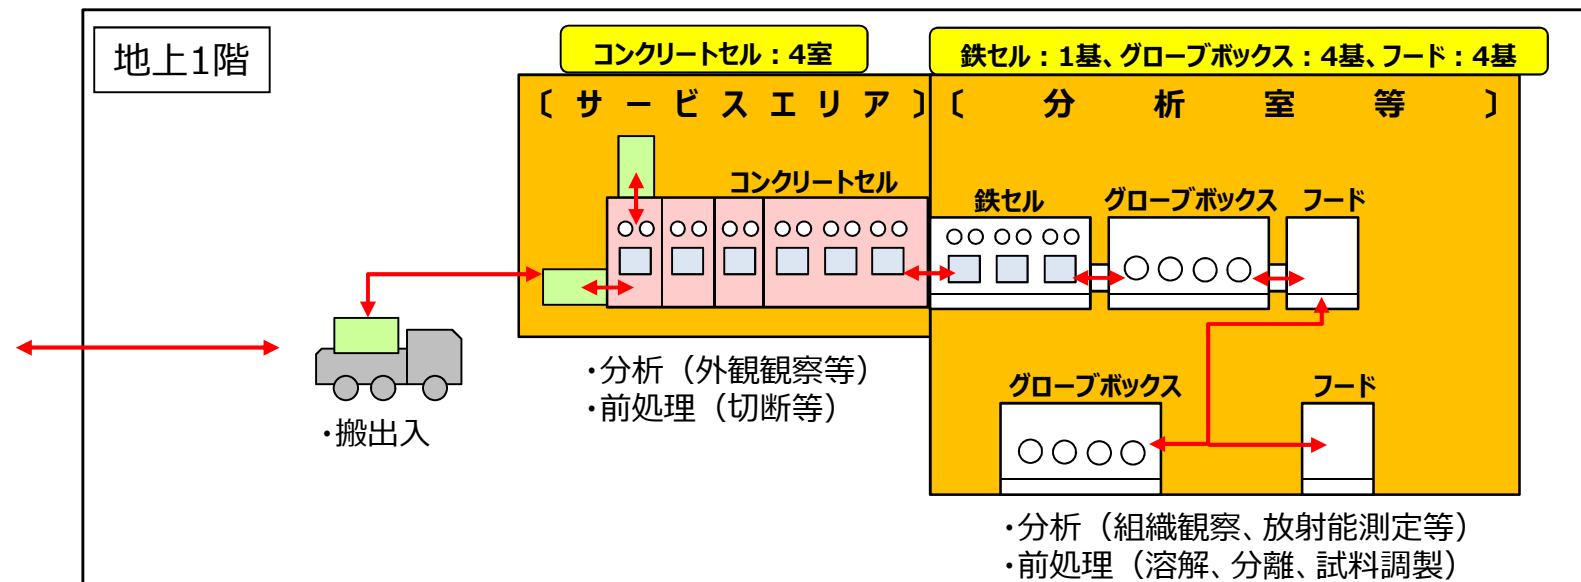 地上1階
コンクリートセル：4室
鉄セル：1基、グローブボックス：4基、フード：4基
〔サービスエリア〕
〔分析室等〕
コンクリートセル
鉄セル
グローブボックス
フード
・搬出入
・分析（外観観察等）
・前処理（切断等）
グローブボックス
フード
・分析（組織観察、放射能測定等）
・前処理（溶解、分離、試料調製）